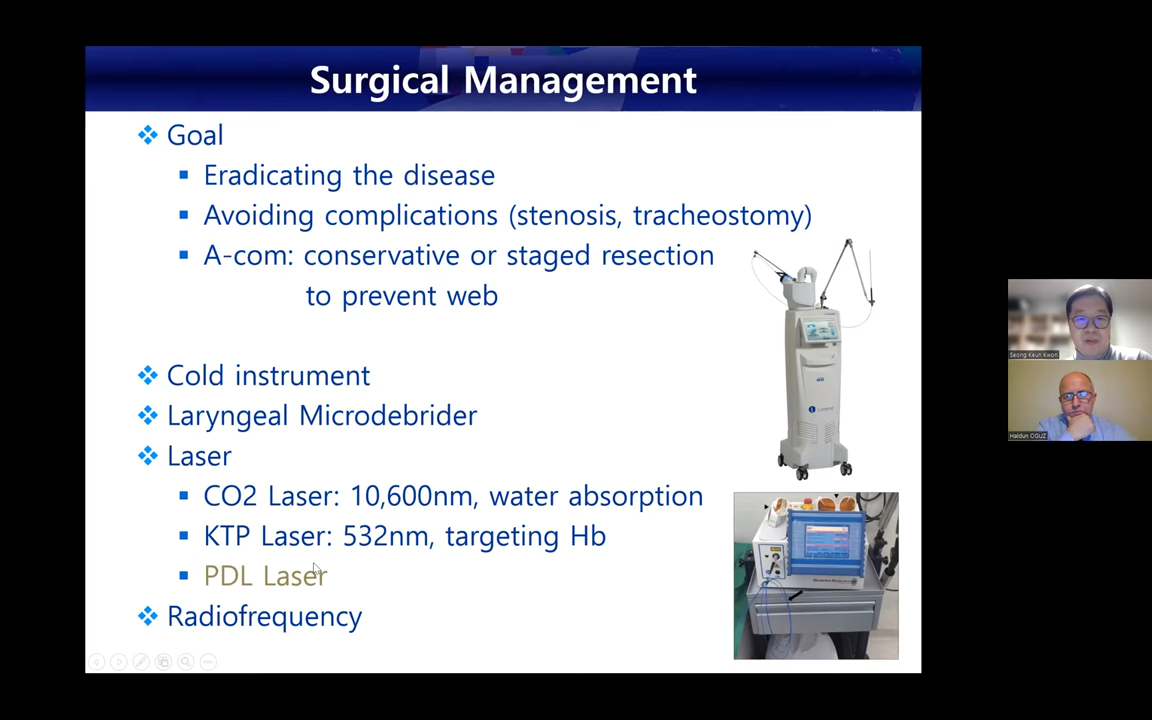 Surgical Management
Goal
Eradicating the disease
Avoiding complications (stenosis, tracheostomy)
A-com: conservative or staged resection
to prevent web
Cold instrument
Laryngeal Microdebrider
Laser
CO2 Laser: 10,600nm, water absorption
KTP Laser: 532nm, targeting Hb
PDL Laser
Radiofrequency
Seong Keun Kwon
Haldun OGUZ